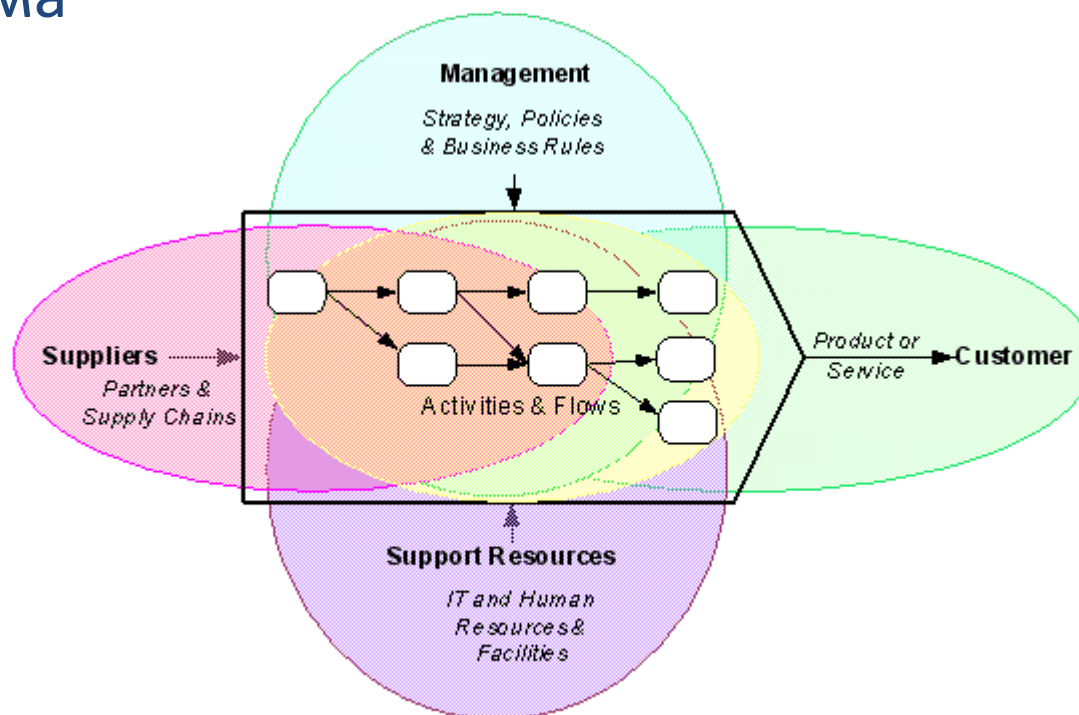 Management
Strategy, Policies
& Business Rules
Suppliers
Partners &
Supply Chains
Activities & Flows
Product or
Service
Customer
Support Resources
IT and Human
Resources &
Facilities